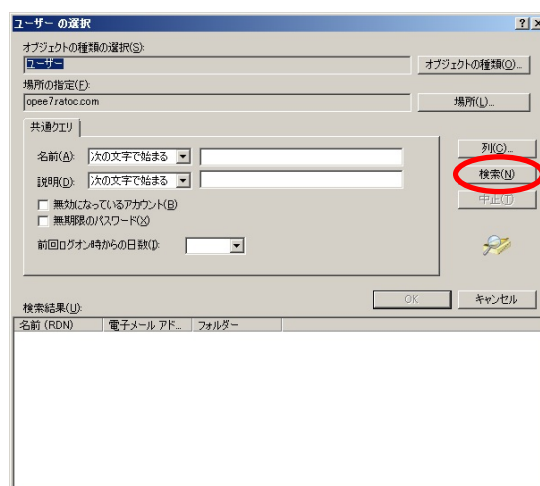 ユーザー の選択
オブジェクトの種類の選択(S):
ユーザー
オブジェクトの種類(O)...
場所の指定(F):
opee7ratoc.com
場所(L)...
共通クエリ
列(C)...
名前(A):
次の文字で始まる
検索(N)
説明(D):
次の文字で始まる
中止(T)
無効になっているアカウント(B)
無期限のパスワード(X)
前回ログオン時からの日数(I):
OK
キャンセル
検索結果(U):
名前 (RDN)
電子メール アド...
フォルダー